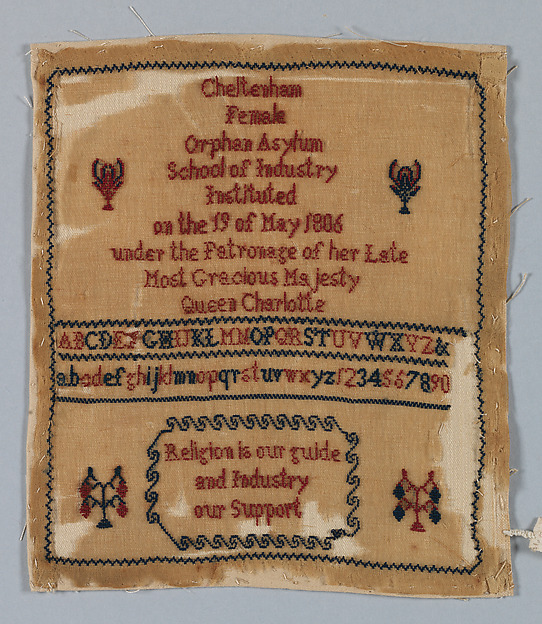 Cheltenham
Female
Orphan Asylum
School of Industry
Instituted
on the 19 of May 1806
under the Patronage of her Late
Most Gracious Majesty
Queen Charlotte
ABCDEFGHIJKLMNOPQRSTUVWXYZ&
abcdefghijklmnopqrstuvwxyz1234567890
Religion is our guide
and Industry
our Support